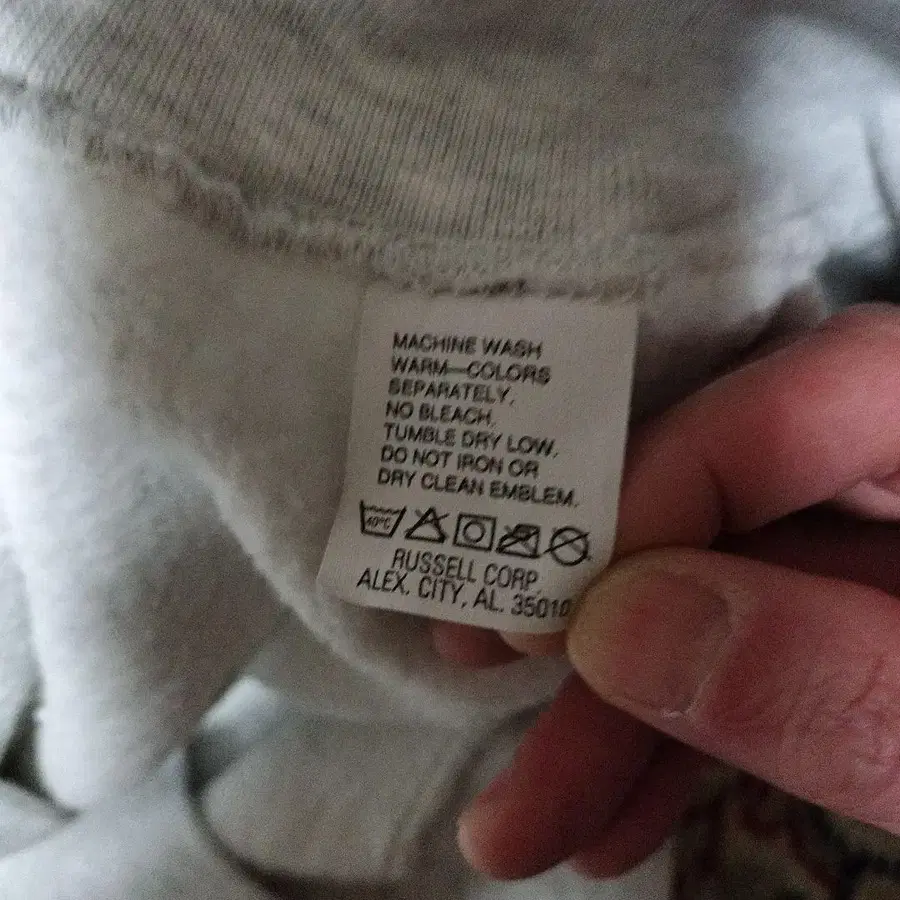 MACHINE WASH
WARM—COLORS
SEPARATELY.
NO BLEACH.
TUMBLE DRY LOW.
DO NOT IRON OR
DRY CLEAN EMBLEM.
40°C
RUSSELL CORP.
ALEX. CITY, AL. 35010